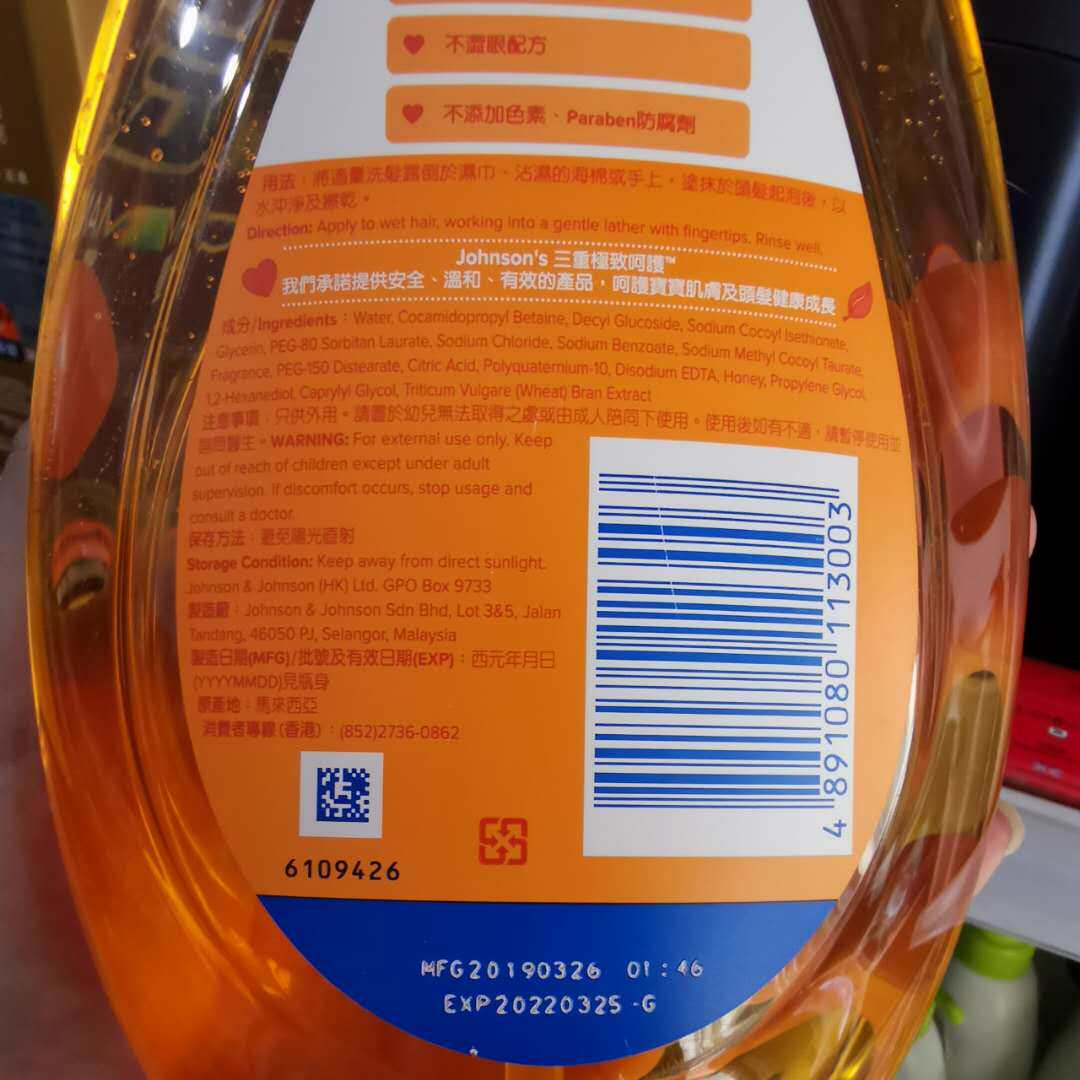 不澀眼配方
不添加色素、Paraben防腐劑
用法：將適量洗髮露倒於濕巾、沾濕的海棉或手上，塗抹於頭髮起泡後，以
水沖淨及擦乾。
Direction: Apply to wet hair, working into a gentle lather with fingertips. Rinse well.
Johnson's 三重極致呵護™
我們承諾提供安全、溫和、有效的產品，呵護寶寶肌膚及頭髮健康成長
成分/Ingredients：Water, Cocamidopropyl Betaine, Decyl Glucoside, Sodium Cocoyl Isethionate,
Glycerin, PEG-80 Sorbitan Laurate, Sodium Chloride, Sodium Benzoate, Sodium Methyl Cocoyl Taurate,
Fragrance, PEG-150 Distearate, Citric Acid, Polyquaternium-10, Disodium EDTA, Honey, Propylene Glycol,
1,2-Hexanediol, Caprylyl Glycol, Triticum Vulgare (Wheat) Bran Extract
注意事項：只供外用。請置於幼兒無法取得之處或由成人陪同下使用。使用後如有不適，請暫停使用並
諮問醫生。WARNING: For external use only. Keep
out of reach of children except under adult
supervision. If discomfort occurs, stop usage and
consult a doctor.
保存方法：避免陽光直射
Storage Condition: Keep away from direct sunlight.
Johnson & Johnson (HK) Ltd. GPO Box 9733
製造廠：Johnson & Johnson Sdn Bhd, Lot 3&5, Jalan
Tandang, 46050 PJ, Selangor, Malaysia
製造日期(MFG)/批號及有效日期(EXP)：西元年月日
(YYYYMMDD)見瓶身
原產地：馬來西亞
消費者專線(香港)：(852)2736-0862
4 891080 113003
6109426
MFG20190326 01:46
EXP20220325-G